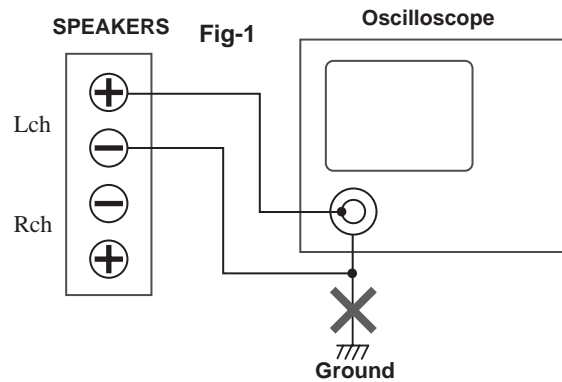 SPEAKERS
Fig-1
Oscilloscope
Lch
Rch
Ground